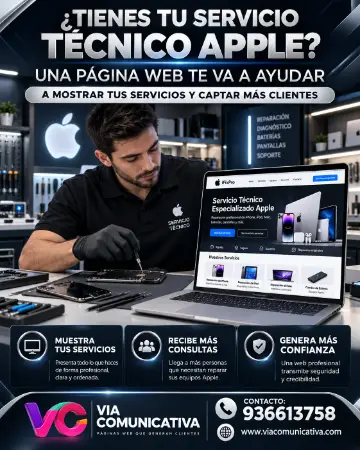 ¿TIENES TU SERVICIO
TÉCNICO APPLE?
UNA PÁGINA WEB TE VA A AYUDAR
A MOSTRAR TUS SERVICIOS Y CAPTAR MÁS CLIENTES
REPARACIÓN
DIAGNÓSTICO
BATERÍAS
PANTALLAS
SOPORTE
SERVICIO
TÉCNICO
Servicio Técnico
Especializado Apple
Nuestros Servicios
MUESTRA
TUS SERVICIOS
Presenta todo lo que haces
de forma profesional,
clara y ordenada.
RECIBE MÁS
CONSULTAS
Llega a más personas
que necesitan reparar
sus equipos Apple.
GENERA MÁS
CONFIANZA
Una web profesional
transmite seguridad
y credibilidad.
VC
VIA
COMUNICATIVA
PAGINAS WEB QUE GENERAN CLIENTES
CONTACTO:
936613758
www.viacomunicativa.com